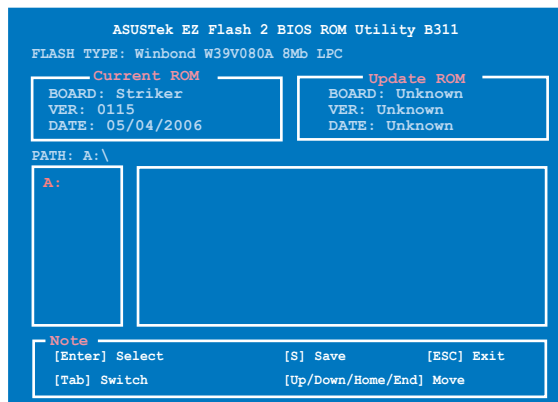 ASUSTek EZ Flash 2 BIOS ROM Utility B311
FLASH TYPE: Winbond W39V080A 8Mb LPC
Current ROM
BOARD: Striker
VER: 0115
DATE: 05/04/2006
Update ROM
BOARD: Unknown
VER: Unknown
DATE: Unknown
PATH: A:\
A:
Note
[Enter] Select [S] Save [ESC] Exit
[Tab] Switch [Up/Down/Home/End] Move